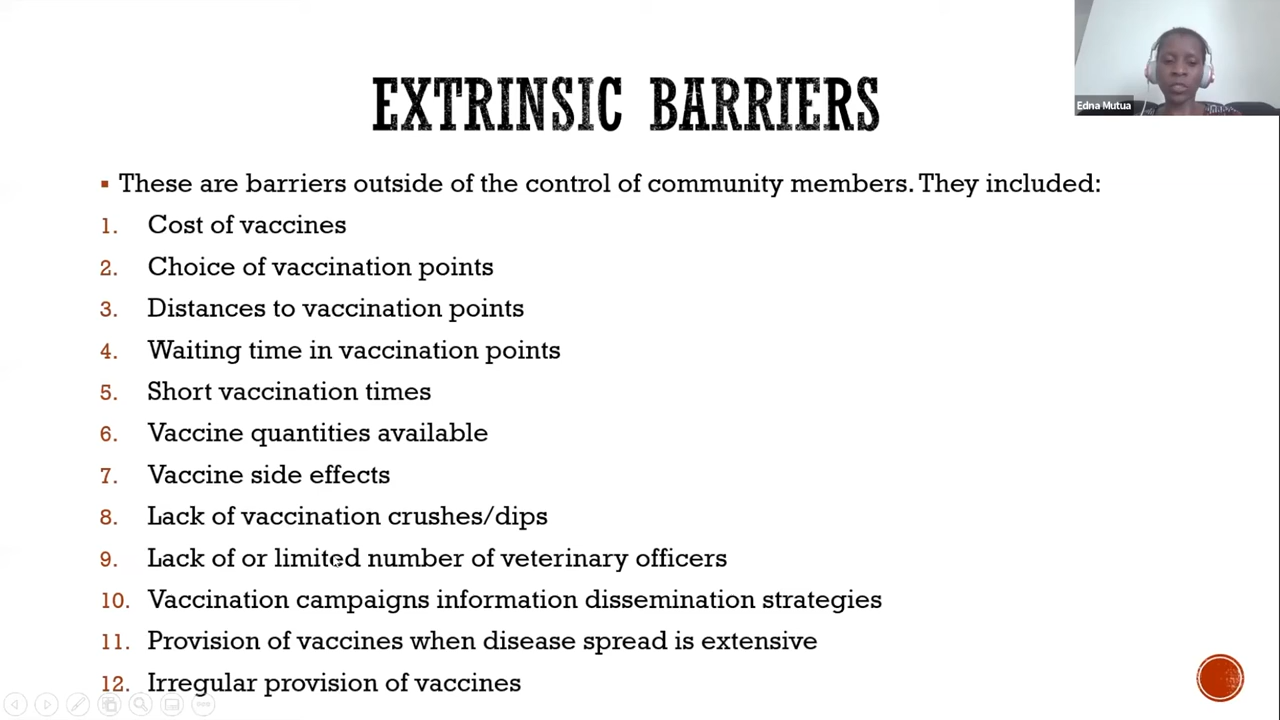 EXTRINSIC BARRIERS
Edna Mutua
▪ These are barriers outside of the control of community members. They included:
1. Cost of vaccines
2. Choice of vaccination points
3. Distances to vaccination points
4. Waiting time in vaccination points
5. Short vaccination times
6. Vaccine quantities available
7. Vaccine side effects
8. Lack of vaccination crushes/dips
9. Lack of or limited number of veterinary officers
10. Vaccination campaigns information dissemination strategies
11. Provision of vaccines when disease spread is extensive
12. Irregular provision of vaccines